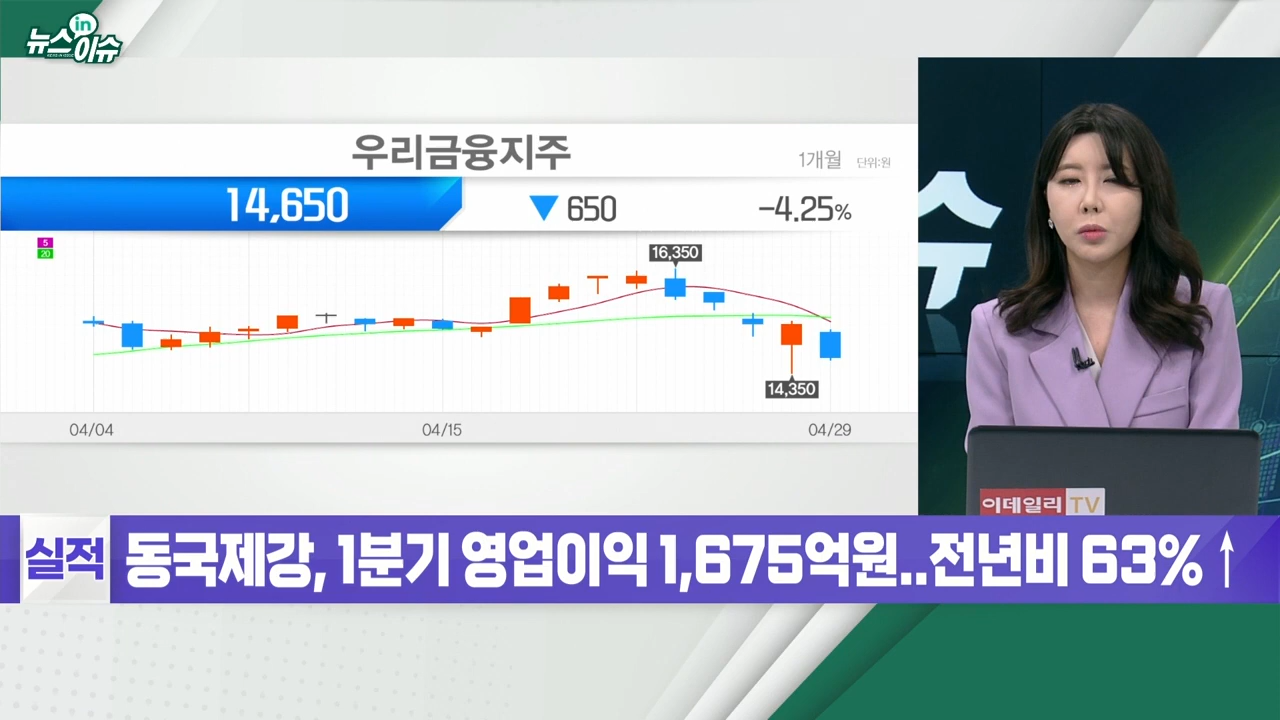 뉴스in이슈
우리금융지주
1개월 단위:원
14,650 ▼ 650 -4.25%
5
20
16,350
14,350
04/04 04/15 04/29
슈
이데일리TV
실적 동국제강, 1분기 영업이익 1,675억원..전년비 63%↑